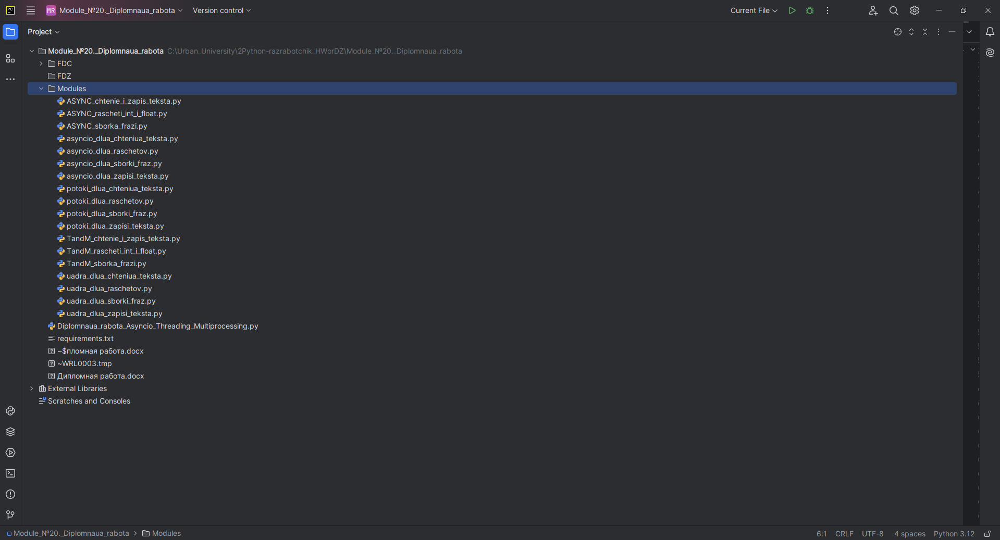 PC MR Module_№20._Diplomnaua_rabota Version control Current File
Project
Module_№20._Diplomnaua_rabota C:\Urban_University\2Python-razrabotchik_HWorDZ\Module_№20._Diplomnaua_rabota
FDC
FDZ
Modules
ASYNC_chtenie_i_zapis_teksta.py
ASYNC_rascheti_int_i_float.py
ASYNC_sborka_frazi.py
asyncio_dlua_chteniua_teksta.py
asyncio_dlua_raschetov.py
asyncio_dlua_sborki_fraz.py
asyncio_dlua_zapisi_teksta.py
potoki_dlua_chteniua_teksta.py
potoki_dlua_raschetov.py
potoki_dlua_sborki_fraz.py
potoki_dlua_zapisi_teksta.py
TandM_chtenie_i_zapis_teksta.py
TandM_rascheti_int_i_float.py
TandM_sborka_frazi.py
uadra_dlua_chteniua_teksta.py
uadra_dlua_raschetov.py
uadra_dlua_sborki_fraz.py
uadra_dlua_zapisi_teksta.py
Diplomnaua_rabota_Asyncio_Threading_Multiprocessing.py
requirements.txt
~$пломная работа.docx
~WRL0003.tmp
Дипломная работа.docx
External Libraries
Scratches and Consoles
Module_№20._Diplomnaua_rabota > Modules 6:1 CRLF UTF-8 4 spaces Python 3.12